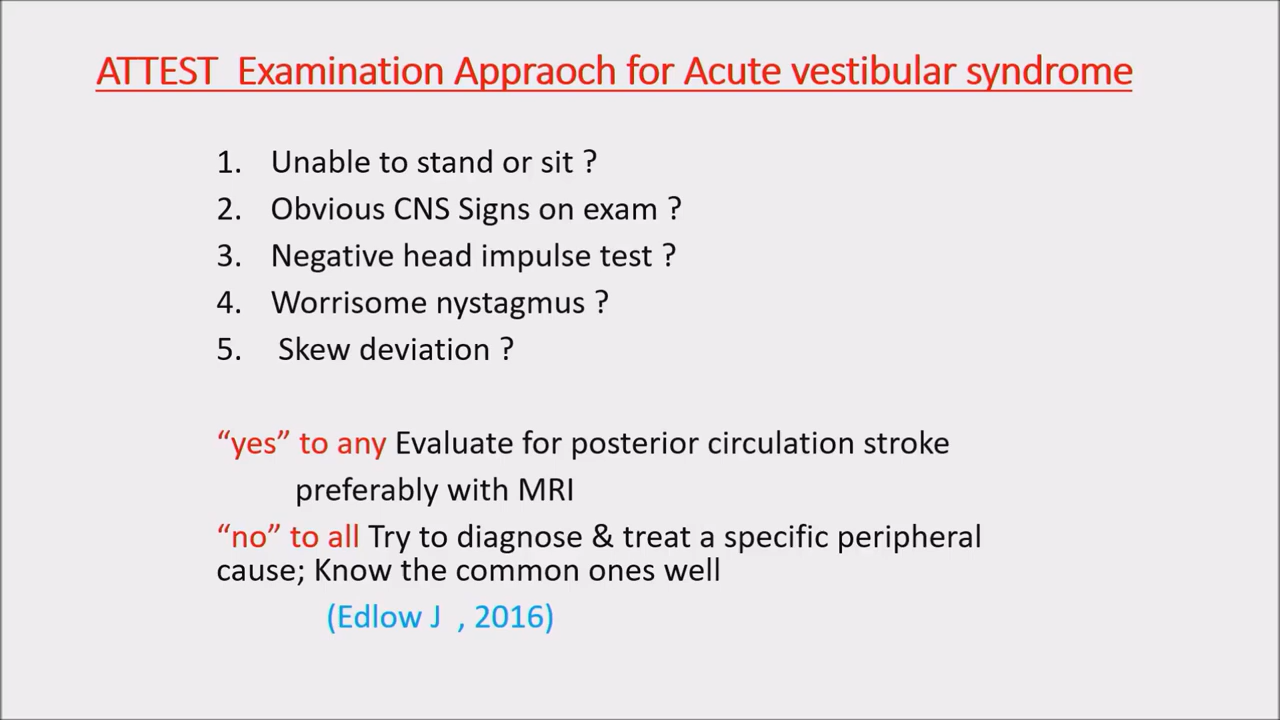 ATTEST Examination Appraoch for Acute vestibular syndrome
1. Unable to stand or sit ?
2. Obvious CNS Signs on exam ?
3. Negative head impulse test ?
4. Worrisome nystagmus ?
5. Skew deviation ?
“yes” to any Evaluate for posterior circulation stroke
preferably with MRI
“no” to all Try to diagnose & treat a specific peripheral
cause; Know the common ones well
(Edlow J , 2016)